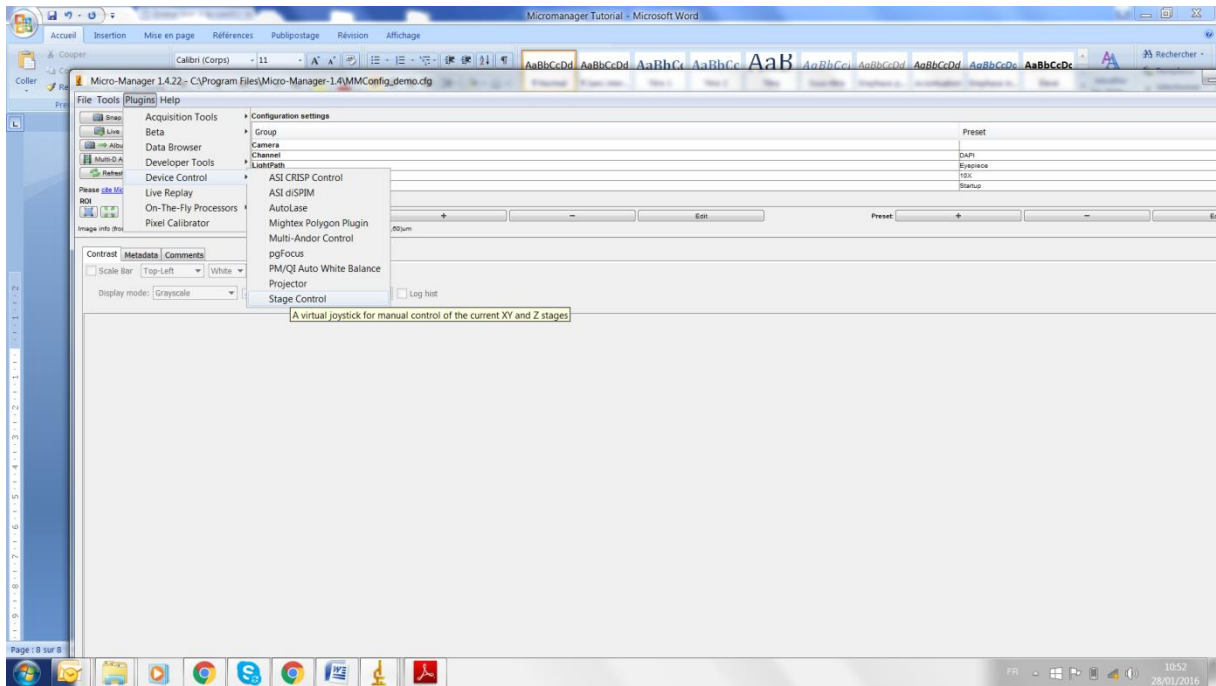 Micromanager Tutorial - Microsoft Word
Accueil Insertion Mise en page Références Publipostage Révision Affichage
Couper
Calibri (Corps) 11
AaBbCcDd AaBbCcDd AaBbCc AaBbCc AaB AaBbCcI AaBbCcDd AaBbCcDd AaBbCcDc AaBbCcDc
Rechercher
Coller
Micro-Manager 1.4.22 - C:\Program Files\Micro-Manager-1.4\MMConfig_demo.cfg
File Tools Plugins Help
Snap
Live
Multi-D A
Refresh
Please cite Mic
ROI
Image info (fro
Acquisition Tools
Beta
Data Browser
Developer Tools
Device Control
Live Replay
On-The-Fly Processors
Pixel Calibrator
ASI CRISP Control
ASI diSPIM
AutoLase
Mightex Polygon Plugin
Multi-Andor Control
pgFocus
PM/QI Auto White Balance
Projector
Stage Control
A virtual joystick for manual control of the current XY and Z stages
Configuration settings
Group Preset
Camera
Channel DAPI
LightPath Eyepiece
10X
Startup
+ - Edit Preset: + -
Contrast Metadata Comments
Scale Bar Top-Left White
Display mode: Grayscale Log hist
Page : 8 sur 8
FR 10:52
28/01/2016